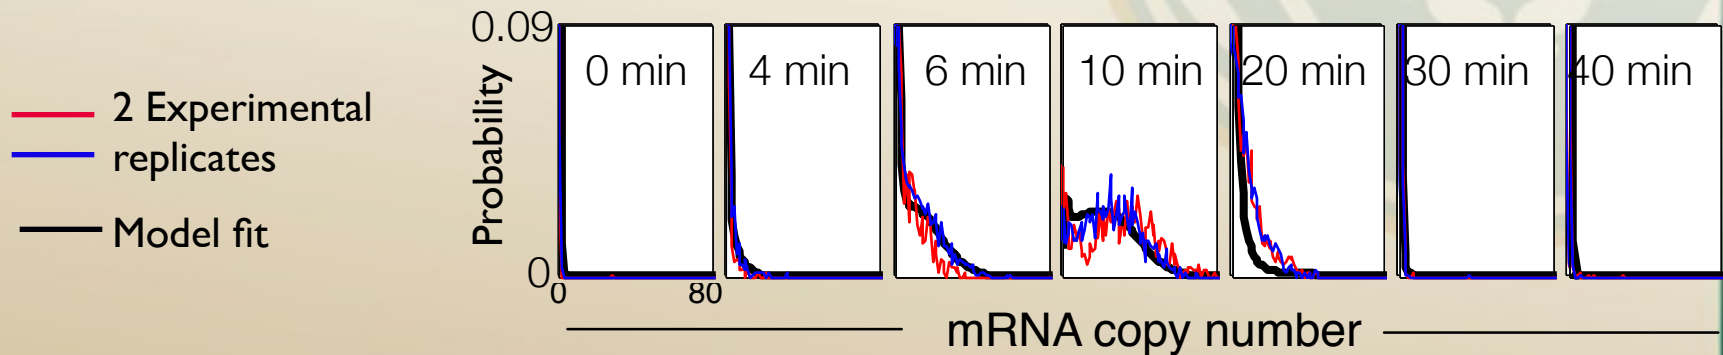 2 Experimental
replicates
Model fit
Probability
0.09
0
0 min
4 min
6 min
10 min
20 min
30 min
40 min
0
80
mRNA copy number